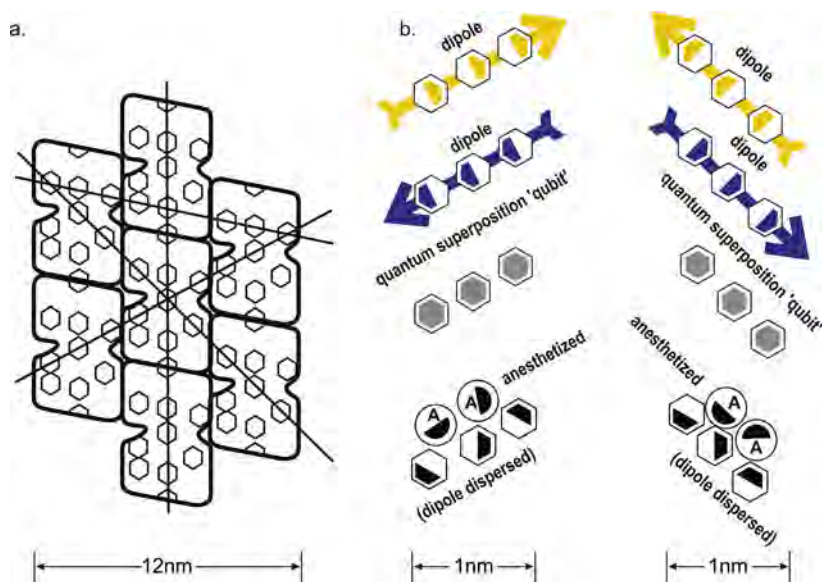 a.
12nm
b.
dipole
dipole
quantum superposition 'qubit'
anesthetized
A
A
(dipole dispersed)
1nm
dipole
dipole
quantum superposition 'qubit'
anesthetized
A
A
(dipole dispersed)
1nm